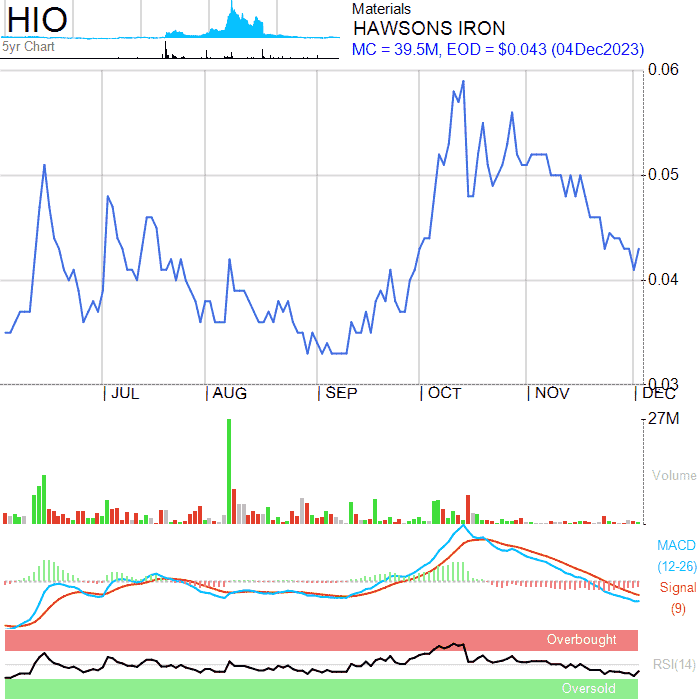 HIO
5yr Chart
Materials
HAWSONS IRON
MC = 39.5M, EOD = $0.043 (04Dec2023)
0.06
0.05
0.04
0.03
JUL AUG SEP OCT NOV DEC
27M
Volume
MACD
(12-26)
Signal
(9)
Overbought
RSI(14)
Oversold